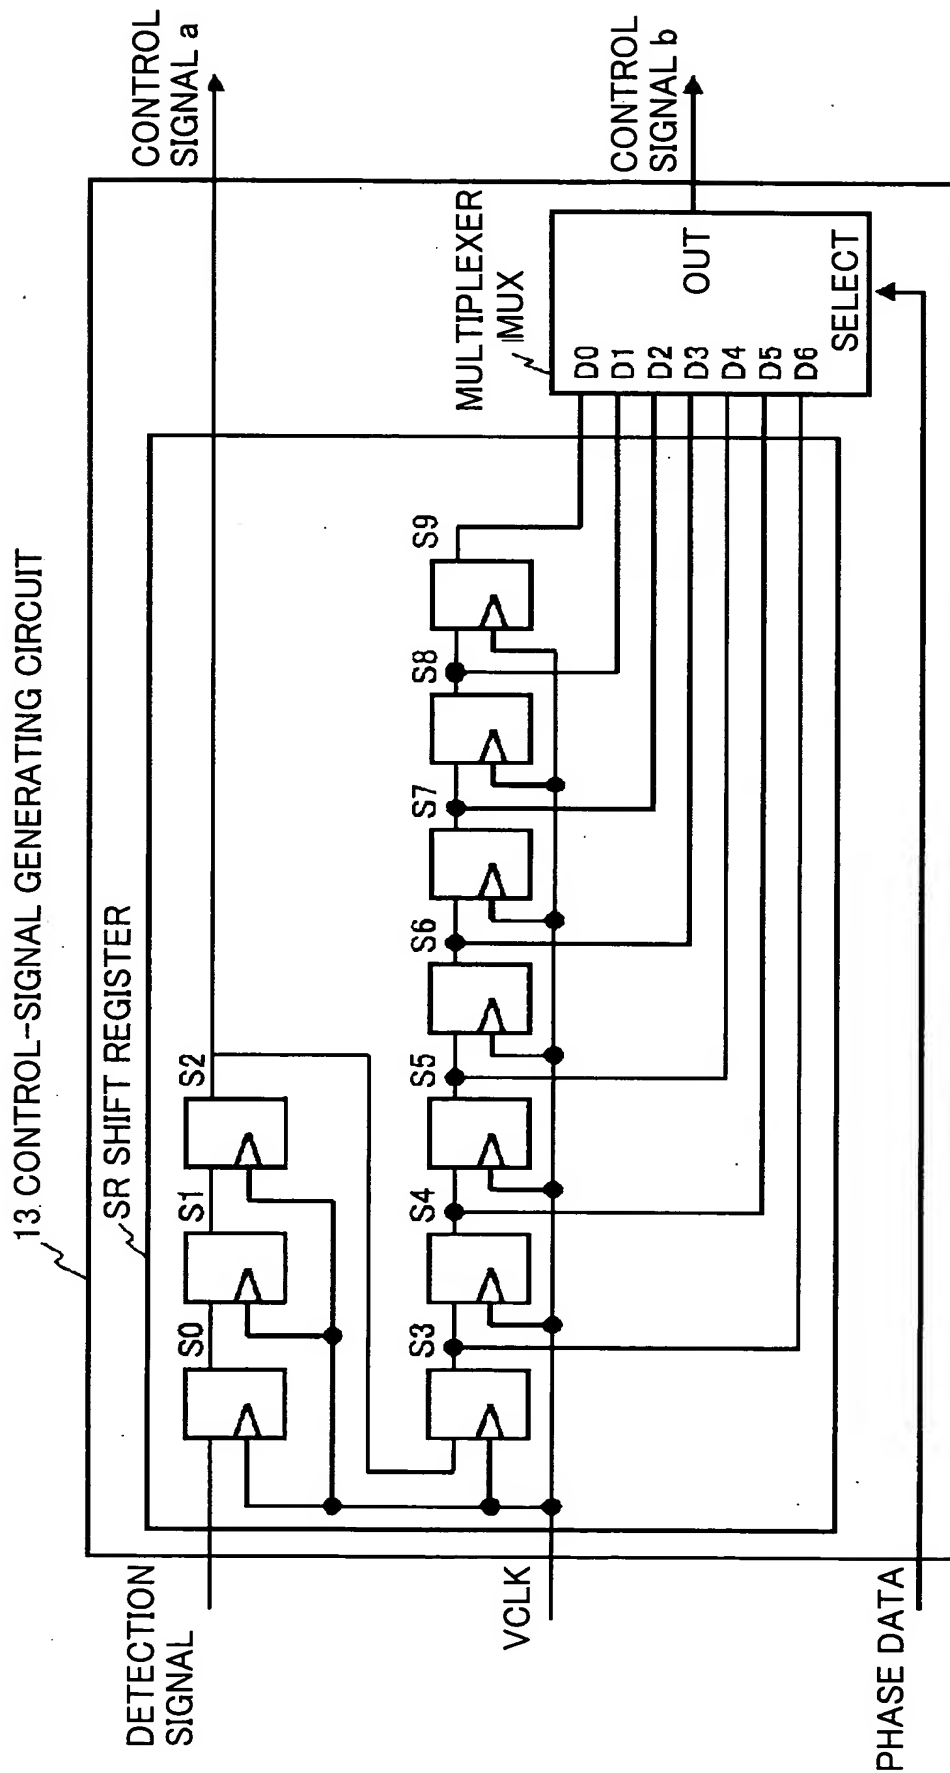 13 CONTROL-SIGNAL GENERATING CIRCUIT
SR SHIFT REGISTER
DETECTION
SIGNAL
S0
S1
S2
CONTROL
SIGNAL a
S3
S4
S5
S6
S7
S8
S9
MULTIPLEXER
MUX
D0
D1
D2
D3
D4
D5
D6
OUT
SELECT
CONTROL
SIGNAL b
VCLK
PHASE DATA